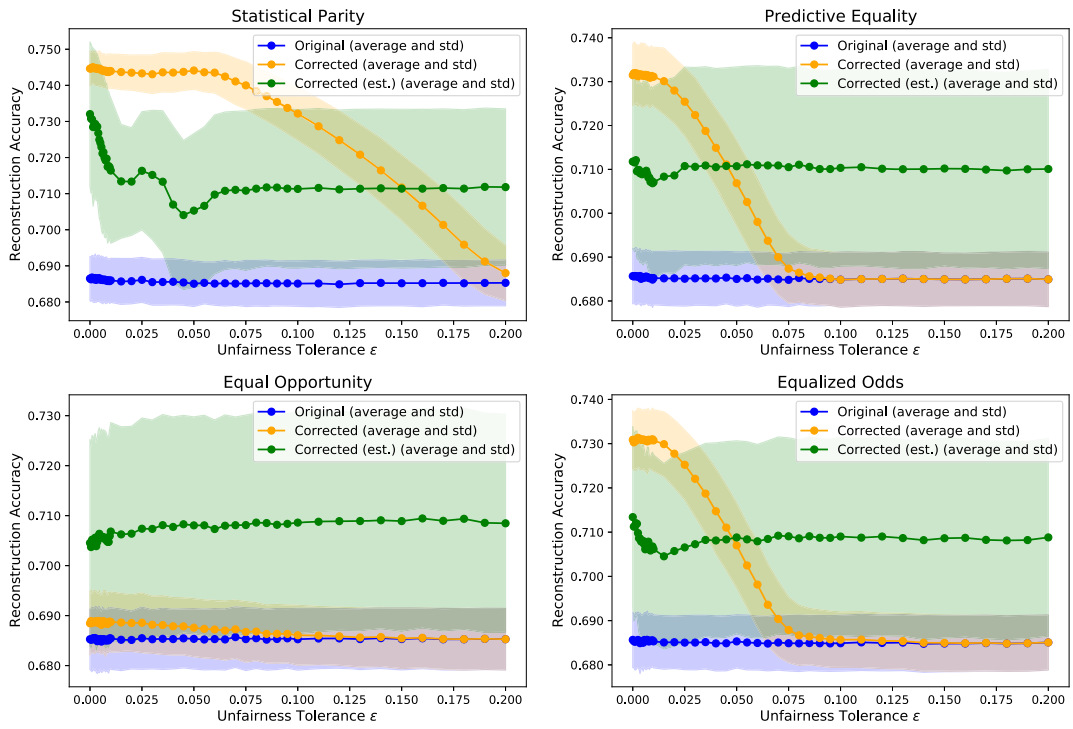 Statistical Parity
Reconstruction Accuracy
0.750
0.740
0.730
0.720
0.710
0.700
0.690
0.680
Original (average and std)
Corrected (average and std)
Corrected (est.) (average and std)
0.000 0.025 0.050 0.075 0.100 0.125 0.150 0.175 0.200
Unfairness Tolerance ε
Predictive Equality
Reconstruction Accuracy
0.740
0.730
0.720
0.710
0.700
0.690
0.680
Original (average and std)
Corrected (average and std)
Corrected (est.) (average and std)
0.000 0.025 0.050 0.075 0.100 0.125 0.150 0.175 0.200
Unfairness Tolerance ε
Equal Opportunity
Reconstruction Accuracy
0.730
0.720
0.710
0.700
0.690
0.680
Original (average and std)
Corrected (average and std)
Corrected (est.) (average and std)
0.000 0.025 0.050 0.075 0.100 0.125 0.150 0.175 0.200
Unfairness Tolerance ε
Equalized Odds
Reconstruction Accuracy
0.740
0.730
0.720
0.710
0.700
0.690
0.680
Original (average and std)
Corrected (average and std)
Corrected (est.) (average and std)
0.000 0.025 0.050 0.075 0.100 0.125 0.150 0.175 0.200
Unfairness Tolerance ε